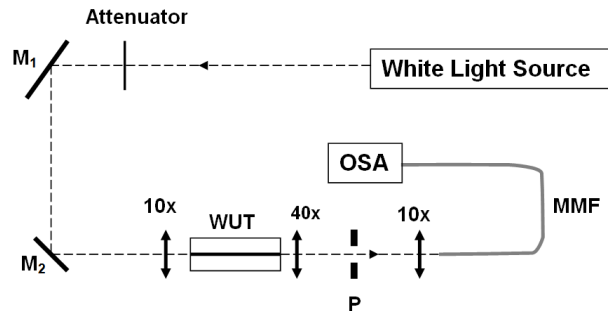 Attenuator
M1
White Light Source
OSA
MMF
10x
WUT
40x
10x
M2
P